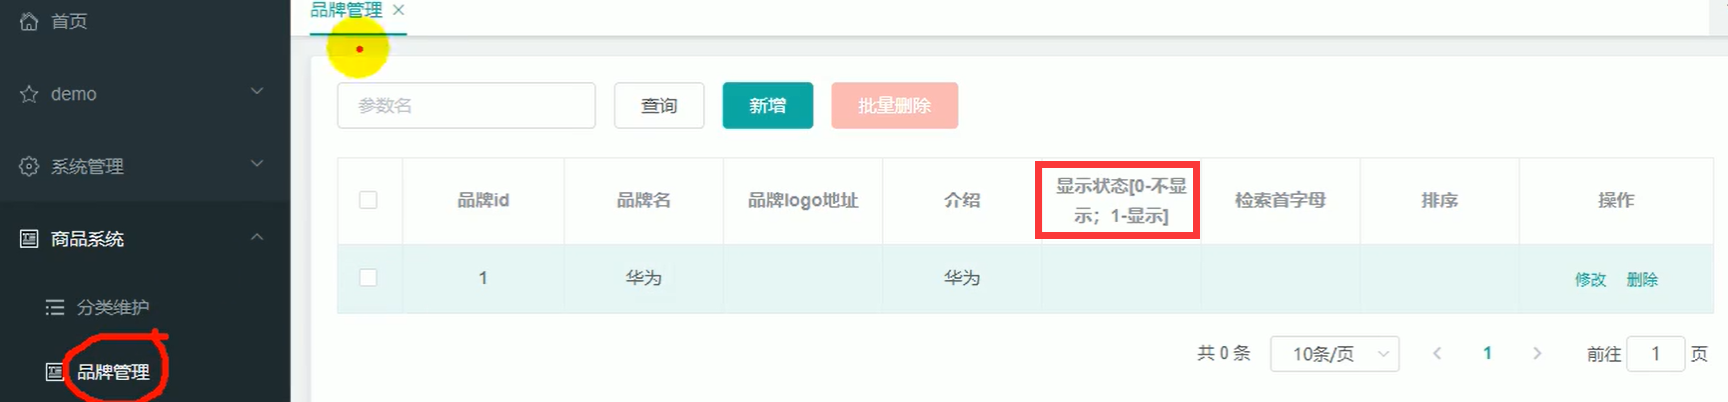 首页
demo
系统管理
商品系统
分类维护
品牌管理
品牌管理
参数名
查询
新增
批量删除
品牌id
品牌名
品牌logo地址
介绍
显示状态[0-不显
示；1-显示]
检索首字母
排序
操作
1
华为
华为
修改
删除
共 0 条
10条/页
1
前往
1
页